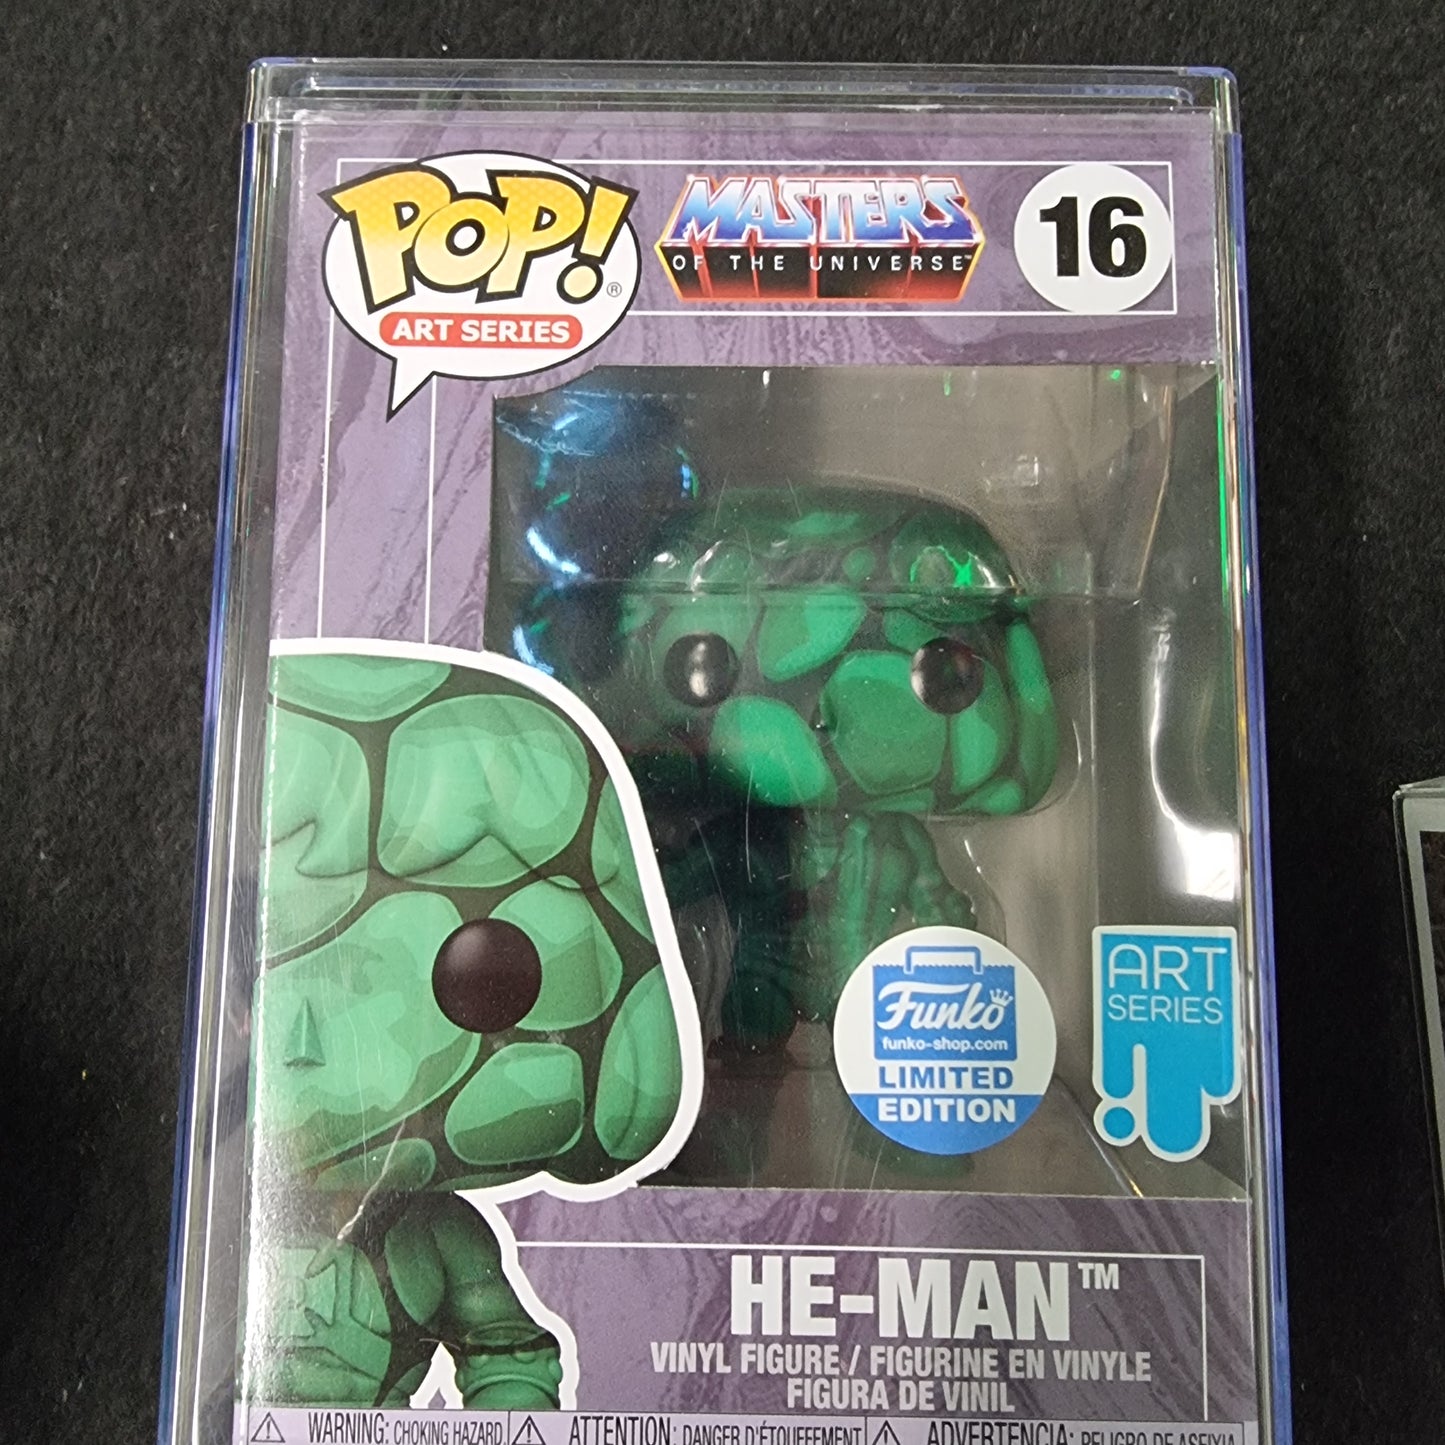 POP!®
ART SERIES
MASTERS
OF THE UNIVERSE™
16
Funko
funko-shop.com
LIMITED
EDITION
ART
SERIES
HE-MAN™
VINYL FIGURE / FIGURINE EN VINYLE
FIGURA DE VINIL
WARNING: CHOKING HAZARD. ATTENTION: DANGER D'ÉTOUFFEMENT ADVERTENCIA: PELIGRO DE ASFIXIA